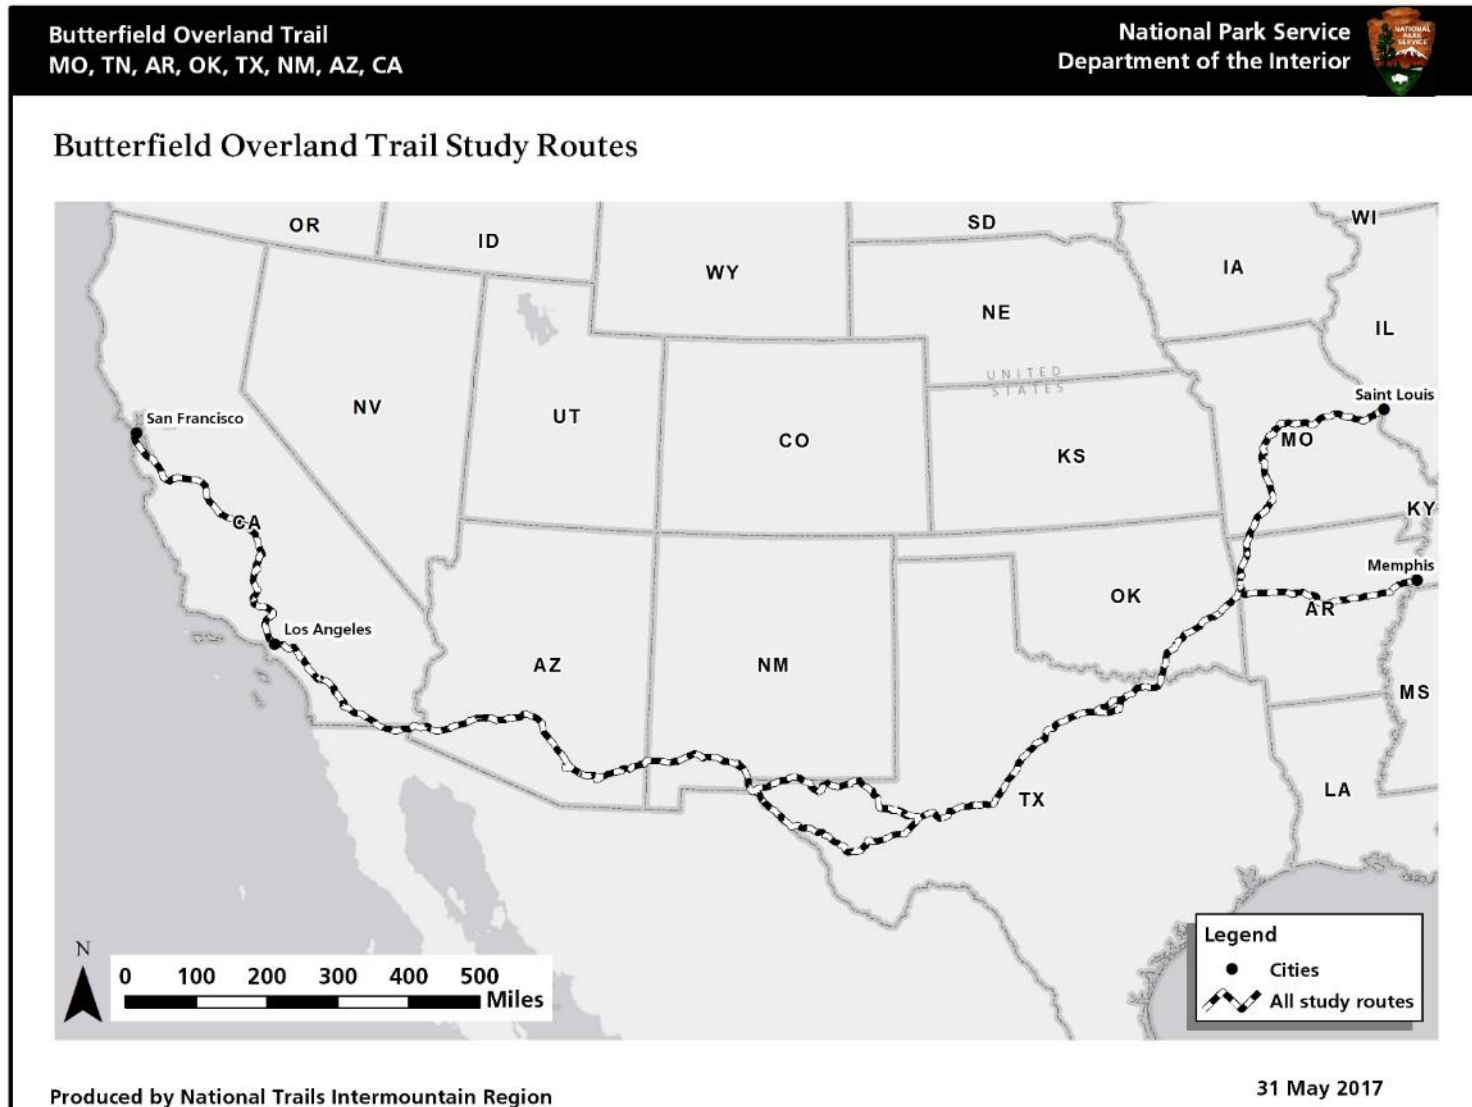 Butterfield Overland Trail
MO, TN, AR, OK, TX, NM, AZ, CA
National Park Service
Department of the Interior
NATIONAL
PARK
SERVICE
Butterfield Overland Trail Study Routes
OR
ID
WY
SD
WI
IA
NE
IL
UNITED
STATES
Saint Louis
San Francisco
NV
UT
CO
KS
MO
CA
KY
Memphis
OK
AR
Los Angeles
AZ
NM
MS
TX
LA
N
0 100 200 300 400 500
Miles
Legend
Cities
All study routes
Produced by National Trails Intermountain Region
31 May 2017